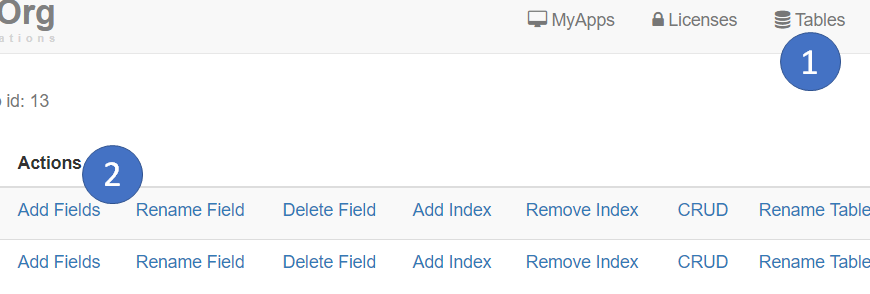 Org
MyApps Licenses Tables
ations
1
id: 13
Actions
2
Add Fields Rename Field Delete Field Add Index Remove Index CRUD Rename Table
Add Fields Rename Field Delete Field Add Index Remove Index CRUD Rename Table